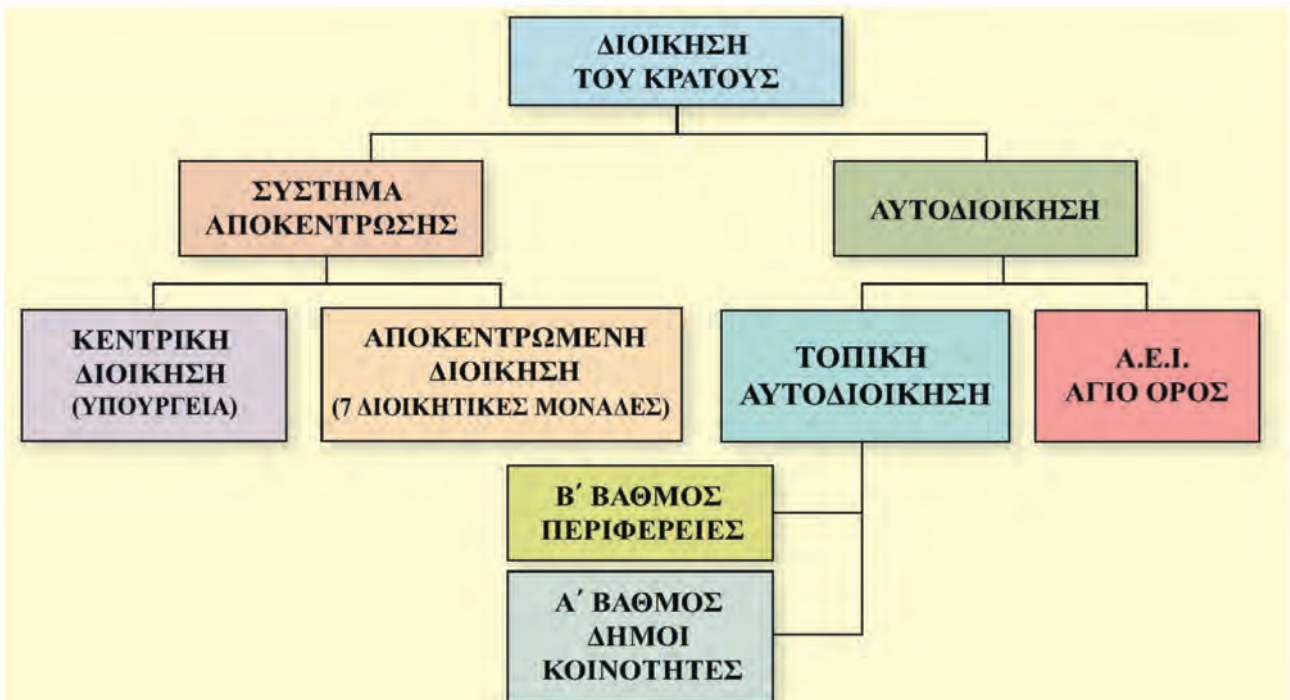 ΔΙΟΙΚΗΣΗ
ΤΟΥ ΚΡΑΤΟΥΣ
ΣΥΣΤΗΜΑ
ΑΠΟΚΕΝΤΡΩΣΗΣ
ΑΥΤΟΔΙΟΙΚΗΣΗ
ΚΕΝΤΡΙΚΗ
ΔΙΟΙΚΗΣΗ
(ΥΠΟΥΡΓΕΙΑ)
ΑΠΟΚΕΝΤΡΩΜΕΝΗ
ΔΙΟΙΚΗΣΗ
(7 ΔΙΟΙΚΗΤΙΚΕΣ ΜΟΝΑΔΕΣ)
ΤΟΠΙΚΗ
ΑΥΤΟΔΙΟΙΚΗΣΗ
Α.Ε.Ι.
ΑΓΙΟ ΟΡΟΣ
Β΄ ΒΑΘΜΟΣ
ΠΕΡΙΦΕΡΕΙΕΣ
Α΄ ΒΑΘΜΟΣ
ΔΗΜΟΙ
ΚΟΙΝΟΤΗΤΕΣ